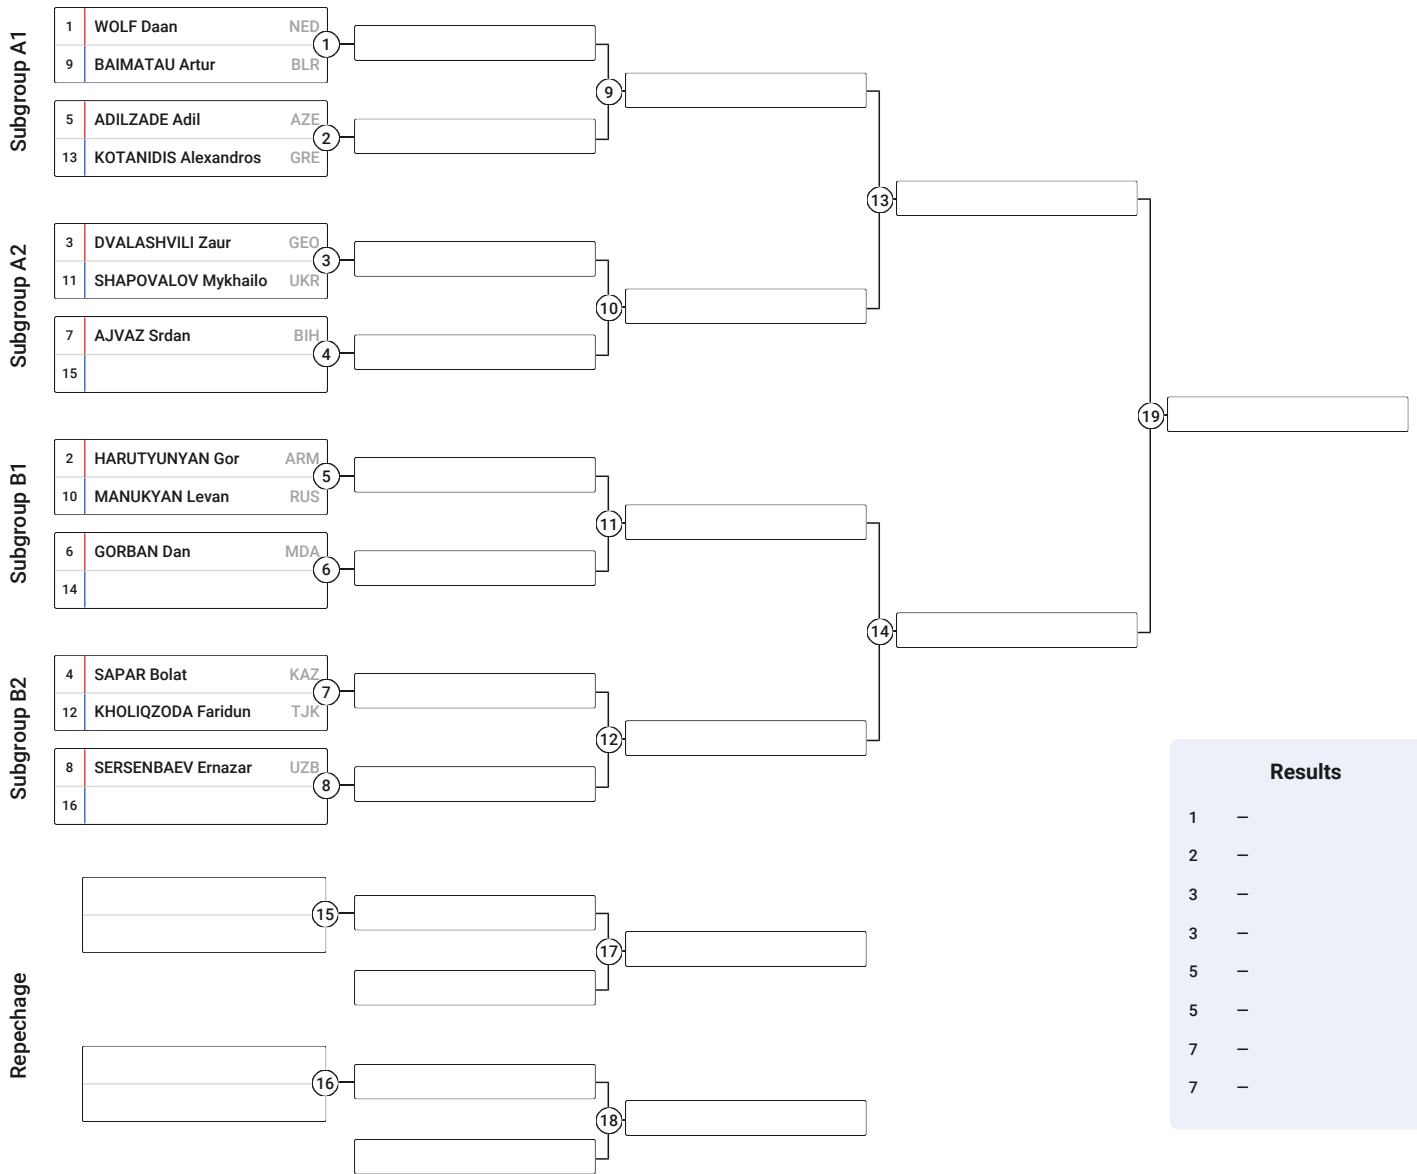 Subgroup A1
1 WOLF Daan NED
9 BAIMATAU Artur BLR
1
5 ADILZADE Adil AZE
13 KOTANIDIS Alexandros GRE
2
9
Subgroup A2
3 DVALASHVILI Zaur GEO
11 SHAPOVALOV Mykhailo UKR
3
7 AJVAZ Srdan BIH
15
4
10
13
Subgroup B1
2 HARUTYUNYAN Gor ARM
10 MANUKYAN Levan RUS
5
6 GORBAN Dan MDA
14
6
11
Subgroup B2
4 SAPAR Bolat KAZ
12 KHOLIQZODA Faridun TJK
7
8 SERSENBAEV Ernazar UZB
16
8
12
14
19
Repechage
15
17
16
18
Results
1 –
2 –
3 –
3 –
5 –
5 –
7 –
7 –